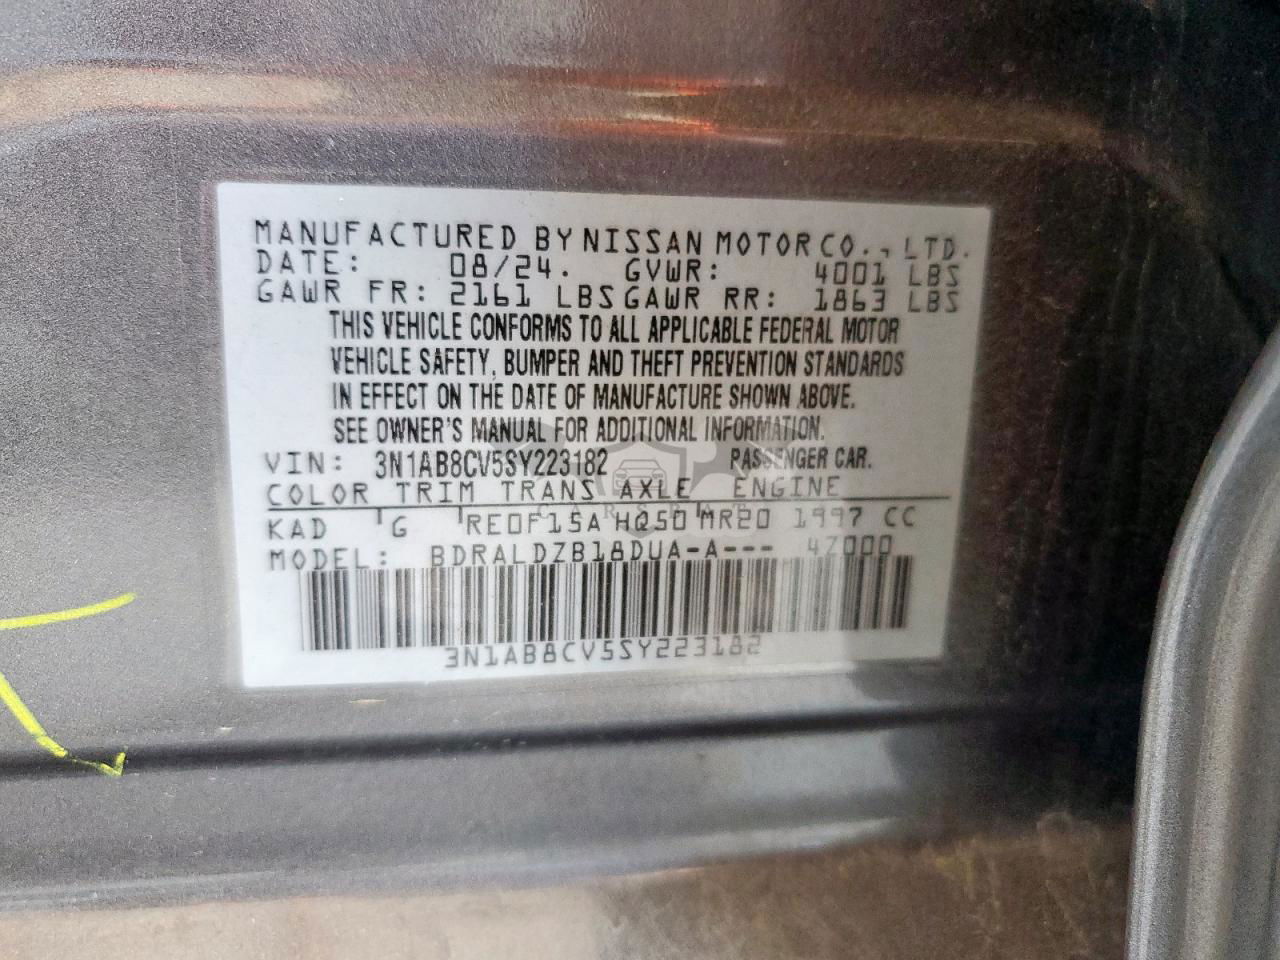 MANUFACTURED BY NISSAN MOTOR CO., LTD.
DATE: 08/24. GVWR: 4001 LBS
GAWR FR: 2161 LBS GAWR RR: 1863 LBS
THIS VEHICLE CONFORMS TO ALL APPLICABLE FEDERAL MOTOR
VEHICLE SAFETY, BUMPER AND THEFT PREVENTION STANDARDS
IN EFFECT ON THE DATE OF MANUFACTURE SHOWN ABOVE.
SEE OWNER'S MANUAL FOR ADDITIONAL INFORMATION.
VIN: 3N1AB8CV5SY223182 PASSENGER CAR.
COLOR TRIM TRANS AXLE ENGINE
KAD G RE0F15A HQ50 MR20 1997 CC
MODEL: BDRALDZB18DUA-A--- 47000
3N1AB8CV5SY223182